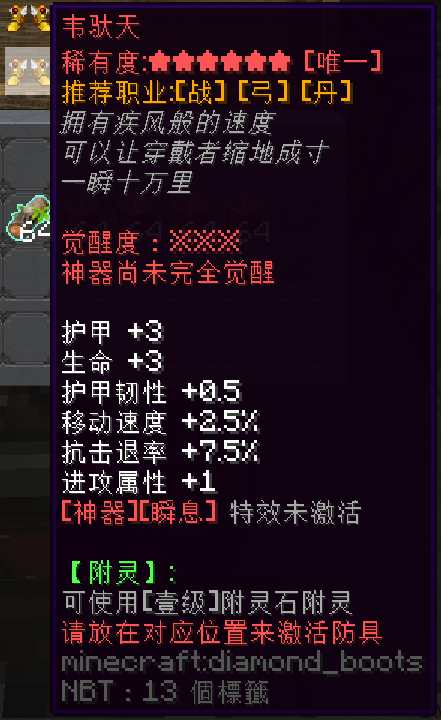 韦驮天
稀有度:★★★★★★ [唯一]
推荐职业:[战] [弓] [丹]
拥有疾风般的速度
可以让穿戴者缩地成寸
一瞬十万里
觉醒度：※※※
神器尚未完全觉醒
护甲 +3
生命 +3
护甲韧性 +0.5
移动速度 +2.5%
抗击退率 +7.5%
进攻属性 +1
[神器][瞬息] 特效未激活
【附灵】:
可使用[壹级]附灵石附灵
请放在对应位置来激活防具
minecraft:diamond_boots
NBT：13 個標籤
64